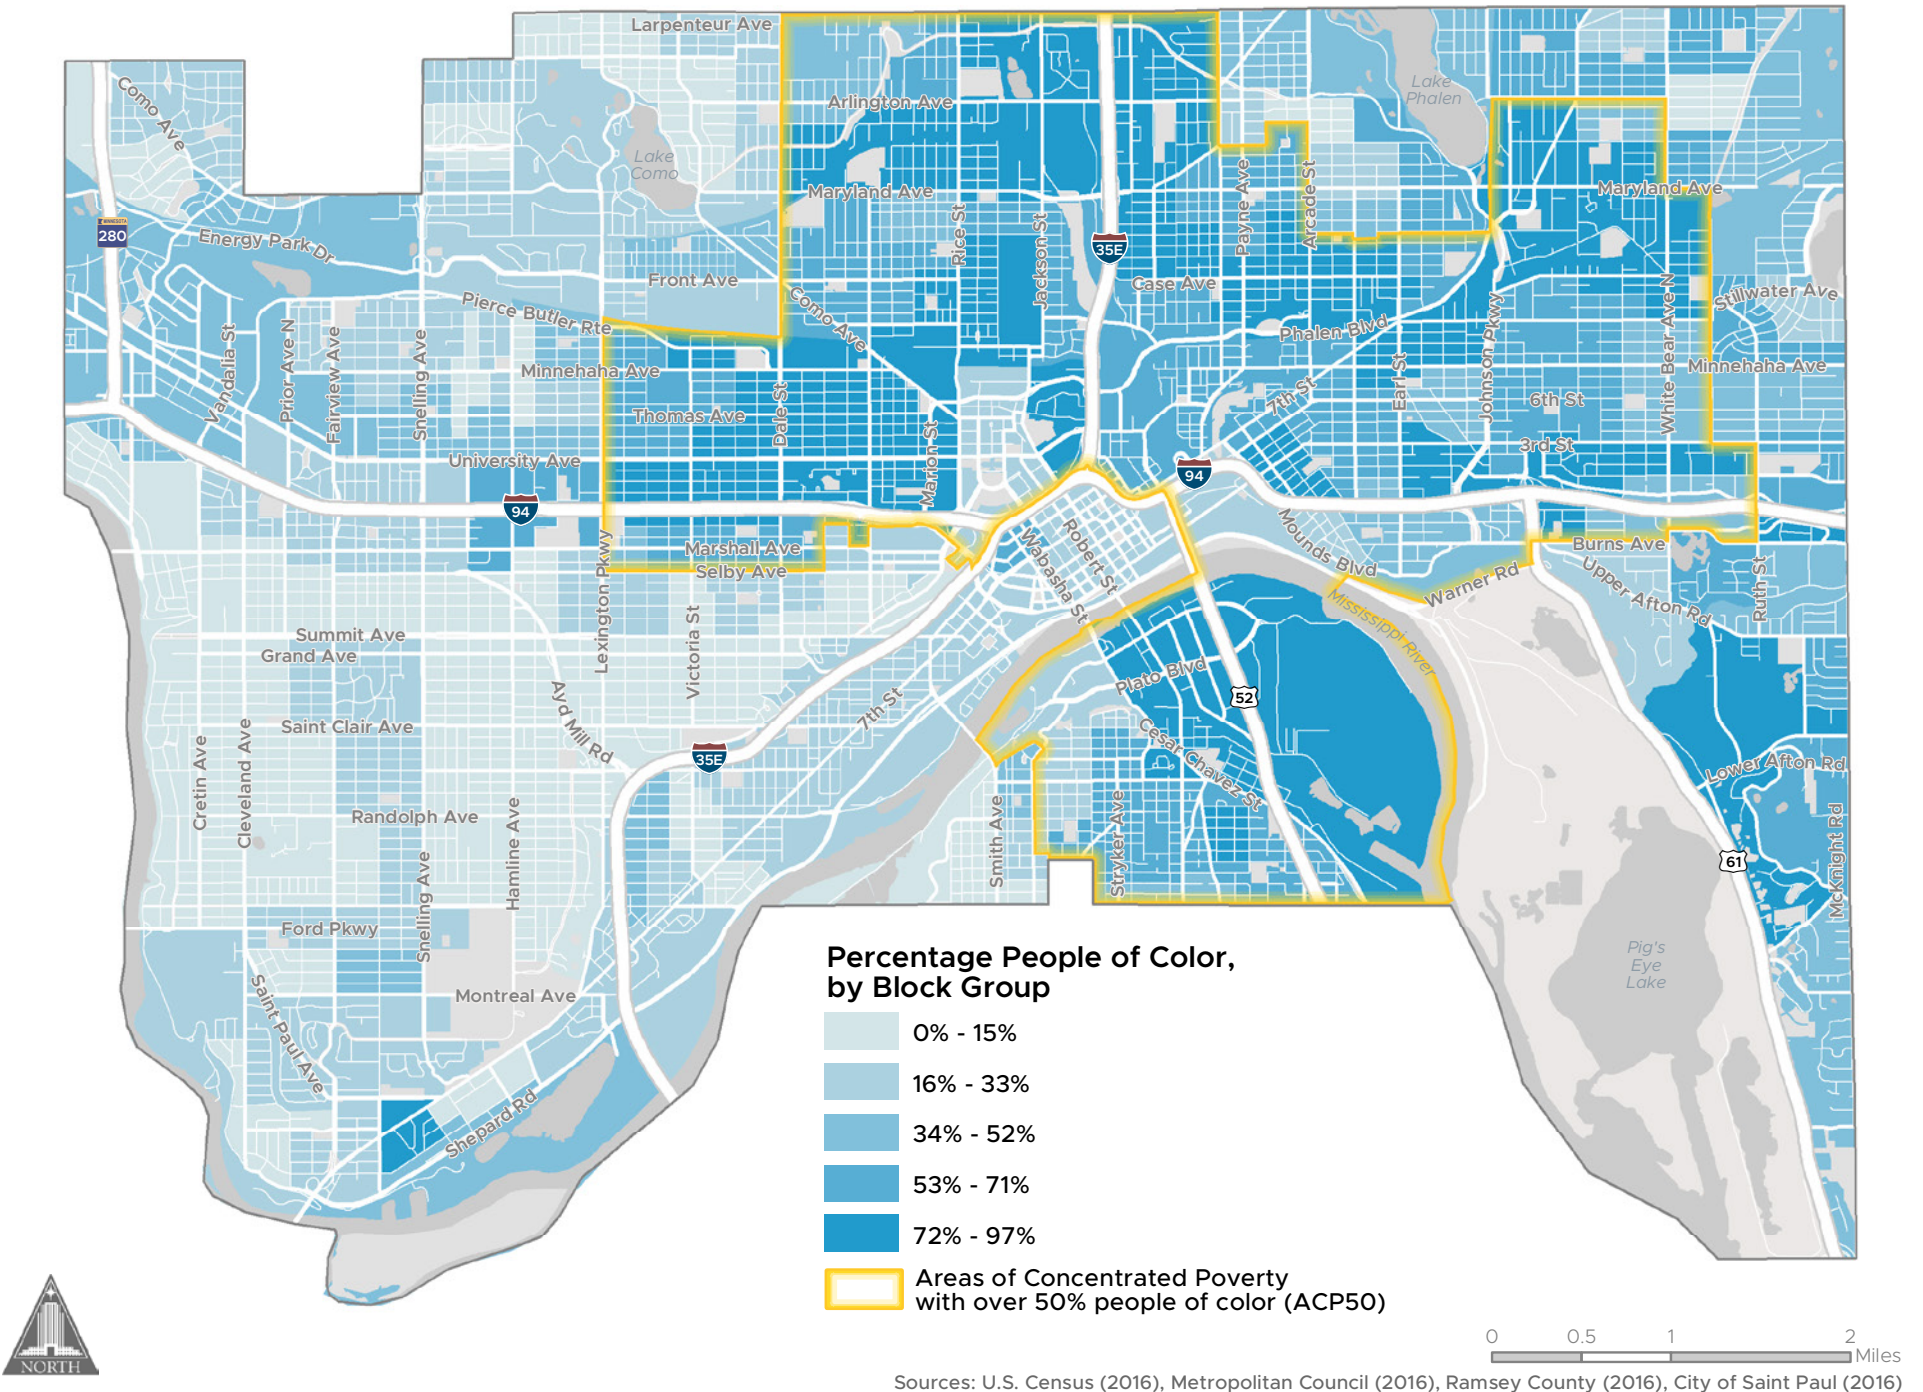 Larpenteur Ave
Como Ave
Arlington Ave
Lake
Phalen
Lake
Como
Maryland Ave
Maryland Ave
MINNESOTA
280
Energy Park Dr
Rice St
Jackson St
35E
Payne Ave
Arcade St
Front Ave
Case Ave
Pierce Butler Rte
Como Ave
Phalen Blvd
Johnson Pkwy
White Bear Ave N
Stillwater Ave
Vandalia St
Prior Ave N
Fairview Ave
Snelling Ave
Minnehaha Ave
Minnehaha Ave
Thomas Ave
Dale St
Marion St
7th St
Earl St
6th St
3rd St
University Ave
94
94
Lexington Pkwy
Marshall Ave
Selby Ave
Wabasha St
Robert St
Mounds Blvd
Warner Rd
Burns Ave
Upper Afton Rd
Ruth St
Mississippi River
Summit Ave
Grand Ave
Victoria St
Plato Blvd
52
Ayd Mill Rd
7th St
Saint Clair Ave
Cesar Chavez St
Cretin Ave
Cleveland Ave
35E
Lower Afton Rd
Randolph Ave
Hamline Ave
Smith Ave
Stryker Ave
61
McKnight Rd
Snelling Ave
Ford Pkwy
Saint Paul Ave
Montreal Ave
Shepard Rd
Pig's
Eye
Lake
Percentage People of Color,
by Block Group
0% - 15%
16% - 33%
34% - 52%
53% - 71%
72% - 97%
Areas of Concentrated Poverty
with over 50% people of color (ACP50)
NORTH
0 0.5 1 2
Miles
Sources: U.S. Census (2016), Metropolitan Council (2016), Ramsey County (2016), City of Saint Paul (2016)